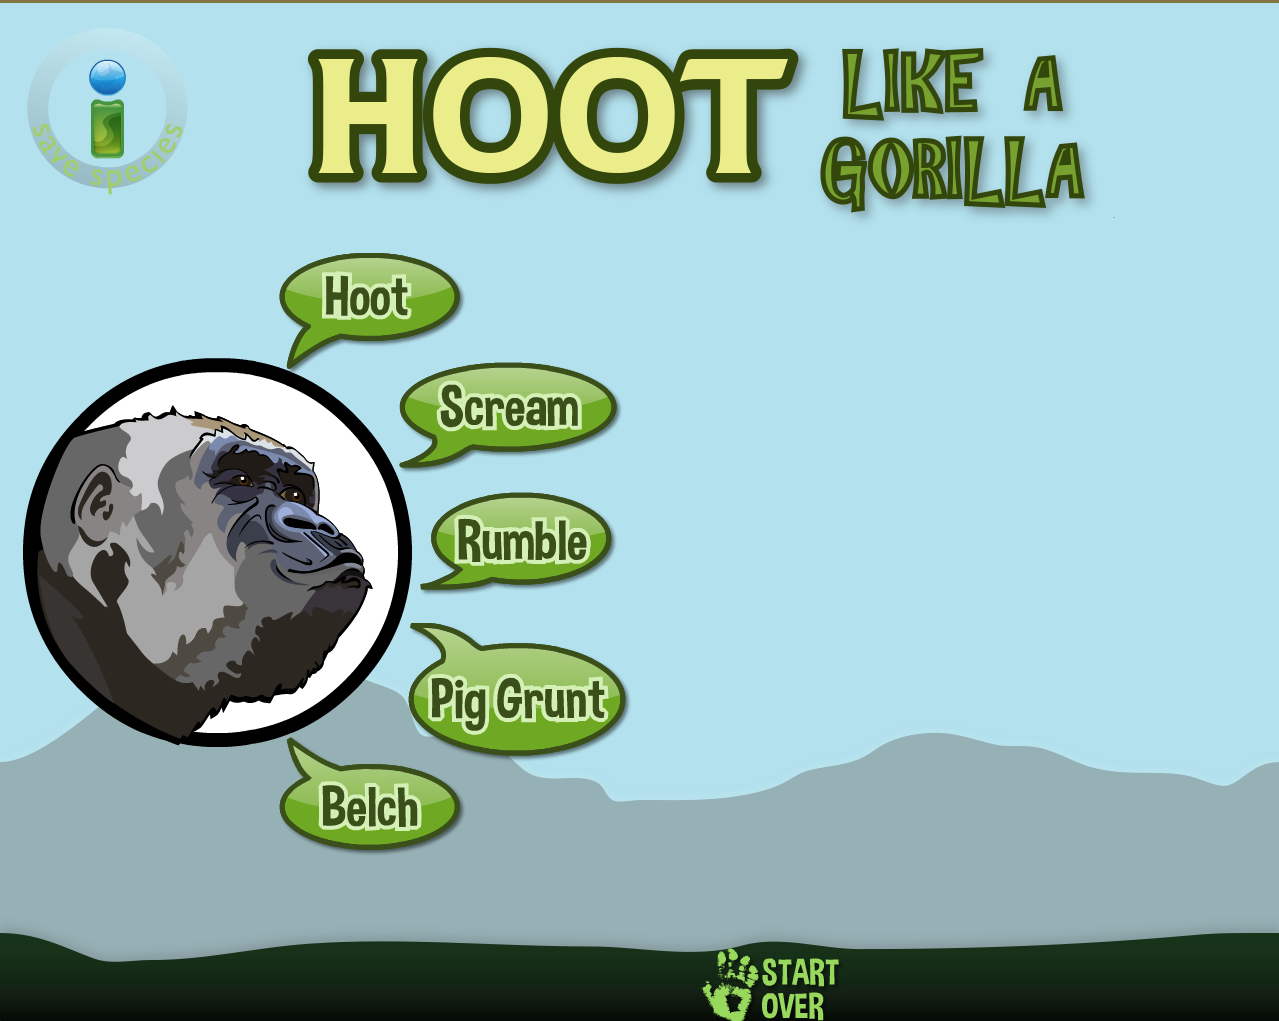 save species
HOOT
LIKE A
GORILLA
Hoot
Scream
Rumble
Pig Grunt
Belch
START
OVER